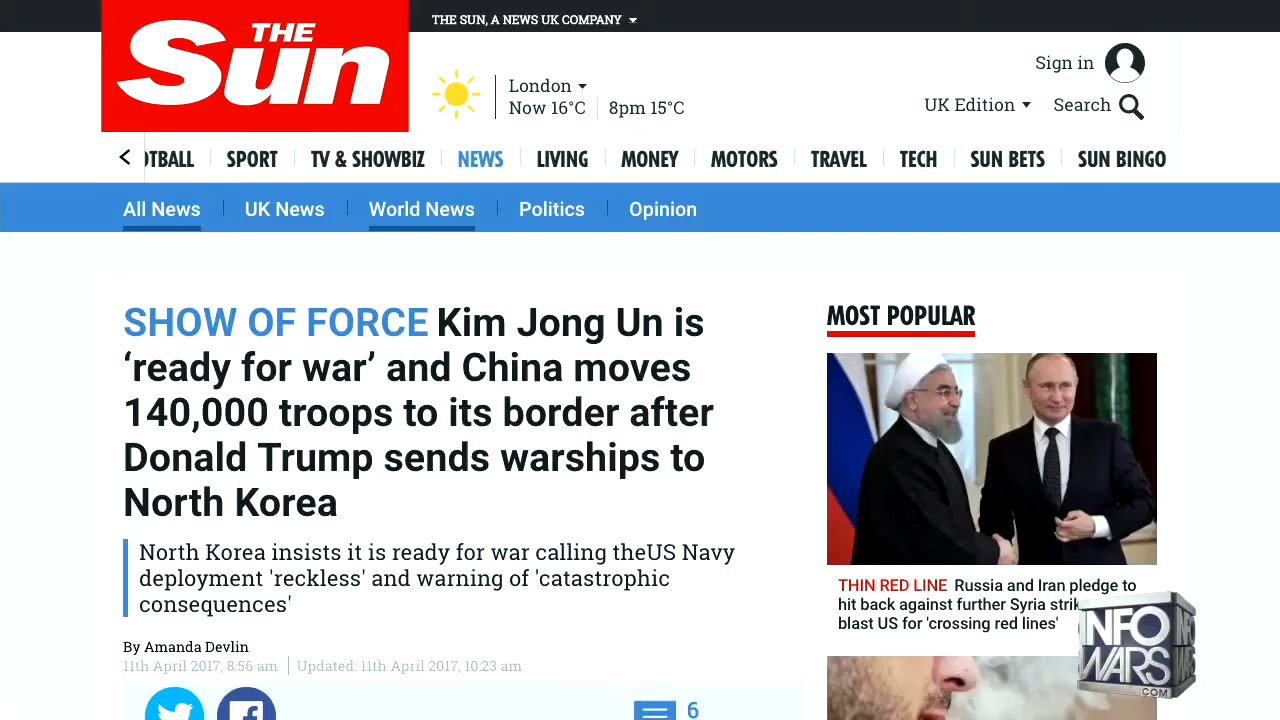 THE SUN, A NEWS UK COMPANY
THE
Sun
London
Now 16°C
8pm 15°C
Sign in
UK Edition
Search
OTBALL
SPORT
TV & SHOWBIZ
NEWS
LIVING
MONEY
MOTORS
TRAVEL
TECH
SUN BETS
SUN BINGO
All News
UK News
World News
Politics
Opinion
SHOW OF FORCE Kim Jong Un is
‘ready for war’ and China moves
140,000 troops to its border after
Donald Trump sends warships to
North Korea
North Korea insists it is ready for war calling theUS Navy
deployment 'reckless' and warning of 'catastrophic
consequences'
By Amanda Devlin
11th April 2017, 8:56 am
Updated: 11th April 2017, 10:23 am
6
MOST POPULAR
THIN RED LINE Russia and Iran pledge to
hit back against further Syria
blast US for 'crossing red lines'
INFO
WARS
.COM